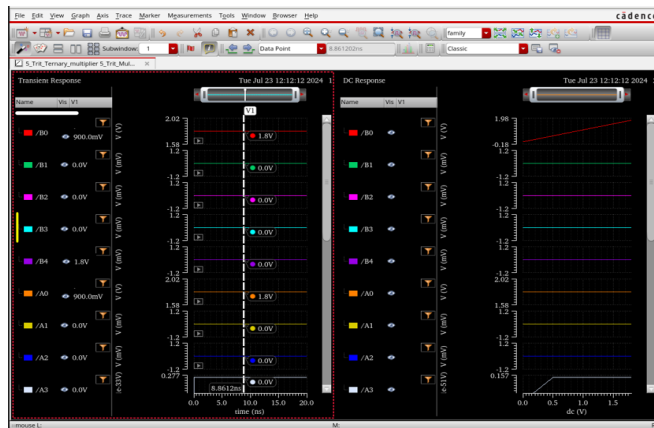 File Edit View Graph Axis Trace Marker Measurements Tools Window Browser Help
cādence
family
Subwindow: 1
Data Point
8.861202ns
Classic
5_Trit_Ternary_multiplier 5_Trit_Mul...
Transient Response
Tue Jul 23 12:12:12 2024
DC Response
Tue Jul 23 12:12:12 2024
Name Vis V1
V1
Name Vis
/B0 900.0mV V (V) 2.02 1.58 1.8V
/B1 0.0V V (mV) 1.2 -1.2 0.0V
/B2 0.0V V (mV) 1.2 -1.2 0.0V
/B3 0.0V V (mV) 1.2 -1.2 0.0V
/B4 1.8V V (mV) 1.2 -1.2 0.0V
/A0 900.0mV V (V) 2.02 1.58 1.8V
/A1 0.0V V (mV) 1.2 -1.2 0.0V
/A2 0.0V V (mV) 1.2 -1.2 0.0V
/A3 0.0V 0.277 0.0V
8.8612ns
0.0 5.0 10.0 15.0 20.0
time (ns)
/B0 V (V) 1.98 -0.18
/B1 V (mV) 1.2 -1.2
/B2 V (mV) 1.2 -1.2
/B3 V (mV) 1.2 -1.2
/B4 V (mV) 1.2 -1.2
/A0 V (V) 2.02 1.58
/A1 V (mV) 1.2 -1.2
/A2 V (mV) 1.2 -1.2
/A3 0.157
0.0 0.5 1.0 1.5
dc (V)
mouse L:
M: